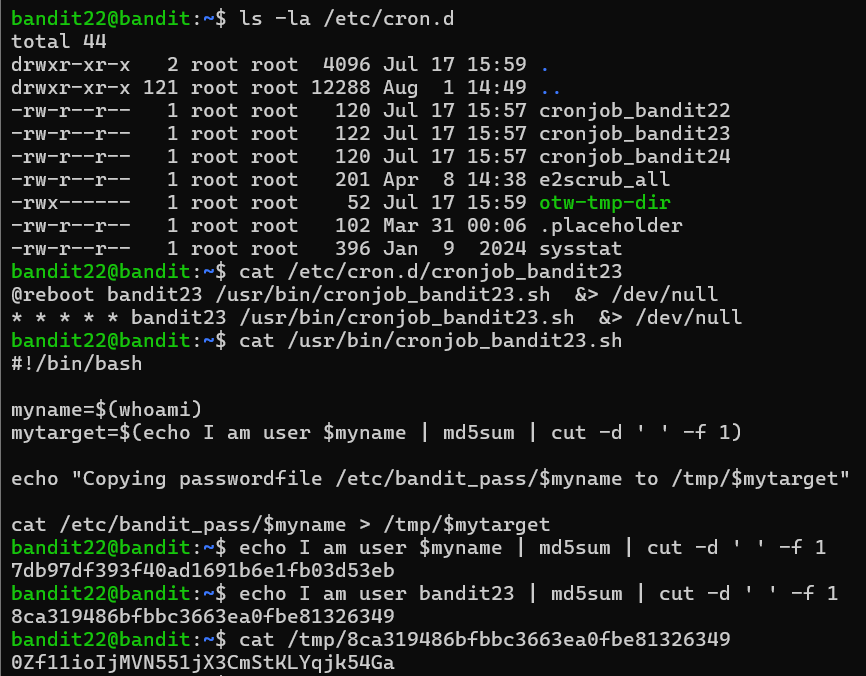 bandit22@bandit:~$ ls -la /etc/cron.d
total 44
drwxr-xr-x   2 root root  4096 Jul 17 15:59 .
drwxr-xr-x 121 root root 12288 Aug  1 14:49 ..
-rw-r--r--   1 root root   120 Jul 17 15:57 cronjob_bandit22
-rw-r--r--   1 root root   122 Jul 17 15:57 cronjob_bandit23
-rw-r--r--   1 root root   120 Jul 17 15:57 cronjob_bandit24
-rw-r--r--   1 root root   201 Apr  8 14:38 e2scrub_all
-rwx------   1 root root    52 Jul 17 15:59 otw-tmp-dir
-rw-r--r--   1 root root   102 Mar 31 00:06 .placeholder
-rw-r--r--   1 root root   396 Jan  9  2024 sysstat
bandit22@bandit:~$ cat /etc/cron.d/cronjob_bandit23
@reboot bandit23 /usr/bin/cronjob_bandit23.sh  &> /dev/null
* * * * * bandit23 /usr/bin/cronjob_bandit23.sh  &> /dev/null
bandit22@bandit:~$ cat /usr/bin/cronjob_bandit23.sh
#!/bin/bash

myname=$(whoami)
mytarget=$(echo I am user $myname | md5sum | cut -d ' ' -f 1)

echo "Copying passwordfile /etc/bandit_pass/$myname to /tmp/$mytarget"

cat /etc/bandit_pass/$myname > /tmp/$mytarget
bandit22@bandit:~$ echo I am user $myname | md5sum | cut -d ' ' -f 1
7db97df393f40ad1691b6e1fb03d53eb
bandit22@bandit:~$ echo I am user bandit23 | md5sum | cut -d ' ' -f 1
8ca319486bfbbc3663ea0fbe81326349
bandit22@bandit:~$ cat /tmp/8ca319486bfbbc3663ea0fbe81326349
0Zf11ioIjMVN551jX3CmStKLYqjk54Ga